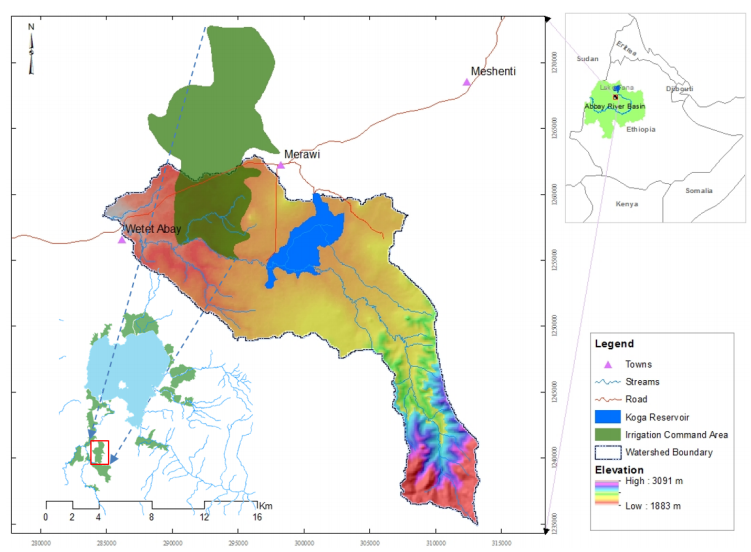 N
Meshenti
Merawi
Wetet Abay
Sudan
Eritrea
Djibouti
Abbay River Basin
Ethiopia
Kenya
Somalia
Legend
Towns
Streams
Road
Koga Reservoir
Irrigation Command Area
Watershed Boundary
Elevation
High : 3091 m
Low : 1883 m
Km
0 2 4 8 12 16
280000 285000 290000 295000 300000 305000 310000 315000
1270000
1265000
1260000
1255000
1250000
1245000
1240000
1235000